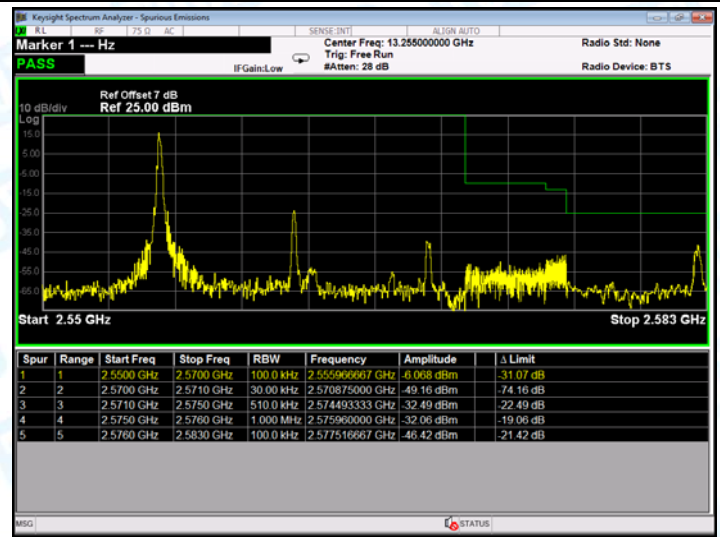 Keysight Spectrum Analyzer - Spurious Emissions
RL RF 75 Ω AC SENSE:INT ALIGN AUTO
Marker 1 --- Hz
Center Freq: 13.255000000 GHz
Radio Std: None
Trig: Free Run
PASS
IFGain:Low
#Atten: 28 dB
Radio Device: BTS
Ref Offset 7 dB
10 dB/div Ref 25.00 dBm
Log
15.0
5.00
-5.00
-15.0
-25.0
-35.0
-45.0
-55.0
-65.0
Start 2.55 GHz Stop 2.583 GHz
Spur Range Start Freq Stop Freq RBW Frequency Amplitude Δ Limit
1 1 2.5500 GHz 2.5700 GHz 100.0 kHz 2.555966667 GHz -6.068 dBm -31.07 dB
2 2 2.5700 GHz 2.5710 GHz 30.00 kHz 2.570875000 GHz -49.16 dBm -74.16 dB
3 3 2.5710 GHz 2.5750 GHz 510.0 kHz 2.574493333 GHz -32.49 dBm -22.49 dB
4 4 2.5750 GHz 2.5760 GHz 1.000 MHz 2.575960000 GHz -32.06 dBm -19.06 dB
5 5 2.5760 GHz 2.5830 GHz 100.0 kHz 2.577516667 GHz -46.42 dBm -21.42 dB
MSG STATUS